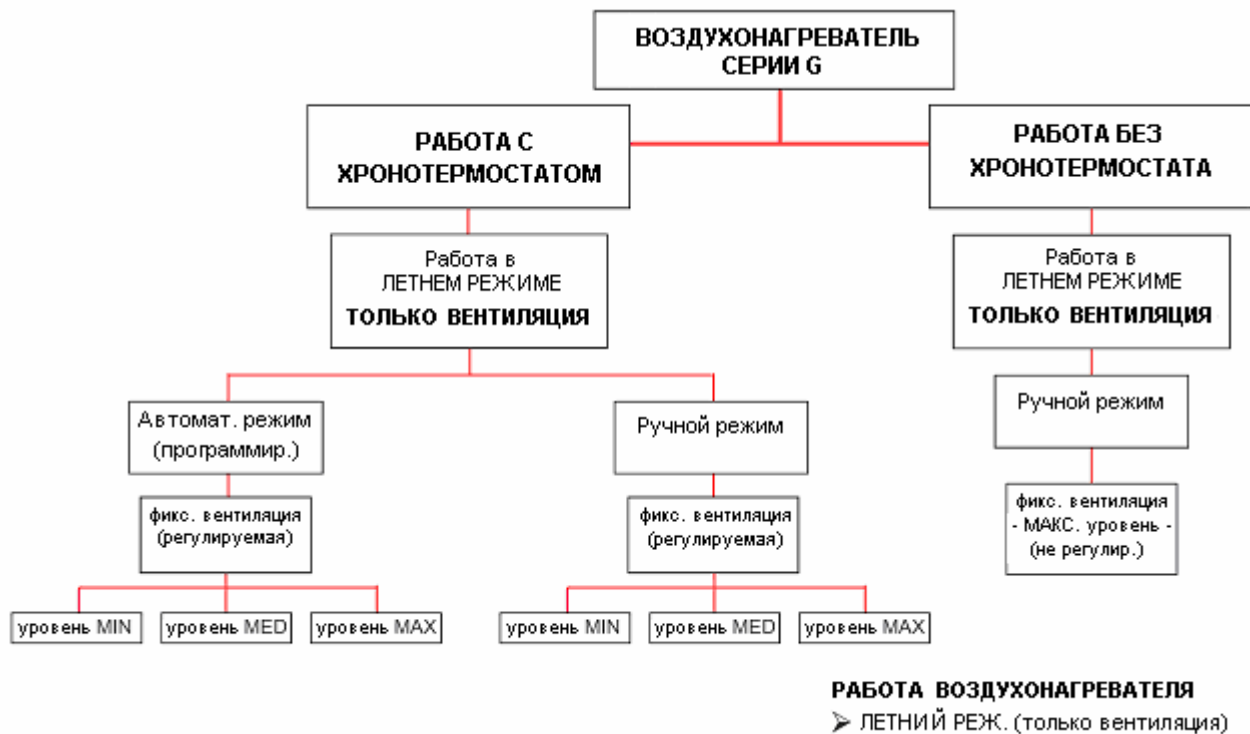 ВОЗДУХОНАГРЕВАТЕЛЬ
СЕРИИ G
РАБОТА С
ХРОНОТЕРМОСТАТОМ
РАБОТА БЕЗ
ХРОНОТЕРМОСТАТА
Работа в
ЛЕТНЕМ РЕЖИМЕ
ТОЛЬКО ВЕНТИЛЯЦИЯ
Работа в
ЛЕТНЕМ РЕЖИМЕ
ТОЛЬКО ВЕНТИЛЯЦИЯ
Автомат. режим
(программир.)
Ручной режим
Ручной режим
фикс. вентиляция
(регулируемая)
фикс. вентиляция
(регулируемая)
фикс. вентиляция
- МАКС. уровень -
(не регулир.)
уровень MIN
уровень MED
уровень MAX
уровень MIN
уровень MED
уровень MAX
РАБОТА ВОЗДУХОНАГРЕВАТЕЛЯ
➢ ЛЕТНИЙ РЕЖ. (только вентиляция)